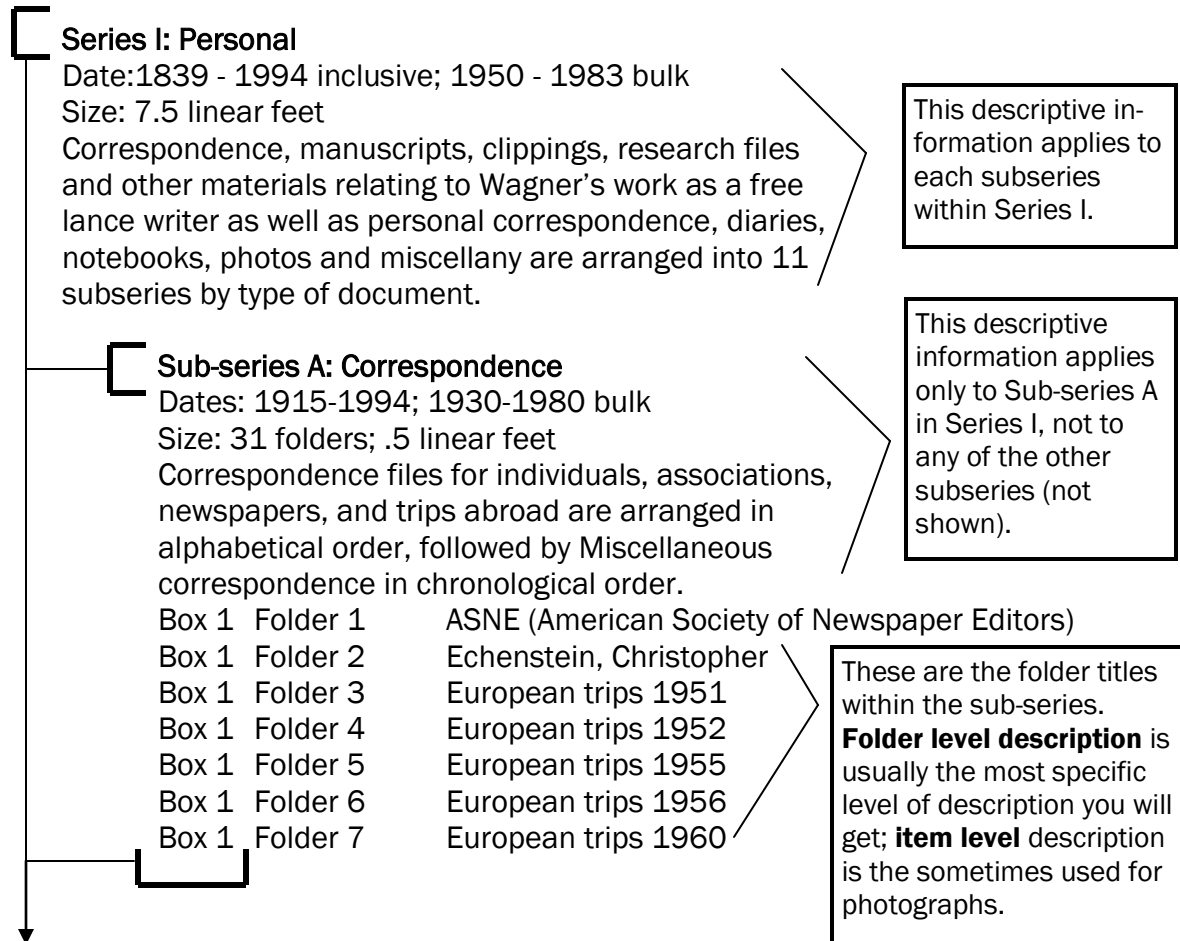 Series I: Personal
Date:1839 - 1994 inclusive; 1950 - 1983 bulk
Size: 7.5 linear feet
Correspondence, manuscripts, clippings, research files
and other materials relating to Wagner's work as a free
lance writer as well as personal correspondence, diaries,
notebooks, photos and miscellany are arranged into 11
subseries by type of document.
This descriptive in-
formation applies to
each subseries
within Series I.
Sub-series A: Correspondence
Dates: 1915-1994; 1930-1980 bulk
Size: 31 folders; .5 linear feet
Correspondence files for individuals, associations,
newspapers, and trips abroad are arranged in
alphabetical order, followed by Miscellaneous
correspondence in chronological order.
This descriptive
information applies
only to Sub-series A
in Series I, not to
any of the other
subseries (not
shown).
Box 1 Folder 1 ASNE (American Society of Newspaper Editors)
Box 1 Folder 2 Echenstein, Christopher
Box 1 Folder 3 European trips 1951
Box 1 Folder 4 European trips 1952
Box 1 Folder 5 European trips 1955
Box 1 Folder 6 European trips 1956
Box 1 Folder 7 European trips 1960
These are the folder titles
within the sub-series.
Folder level description is
usually the most specific
level of description you will
get; item level description
is the sometimes used for
photographs.